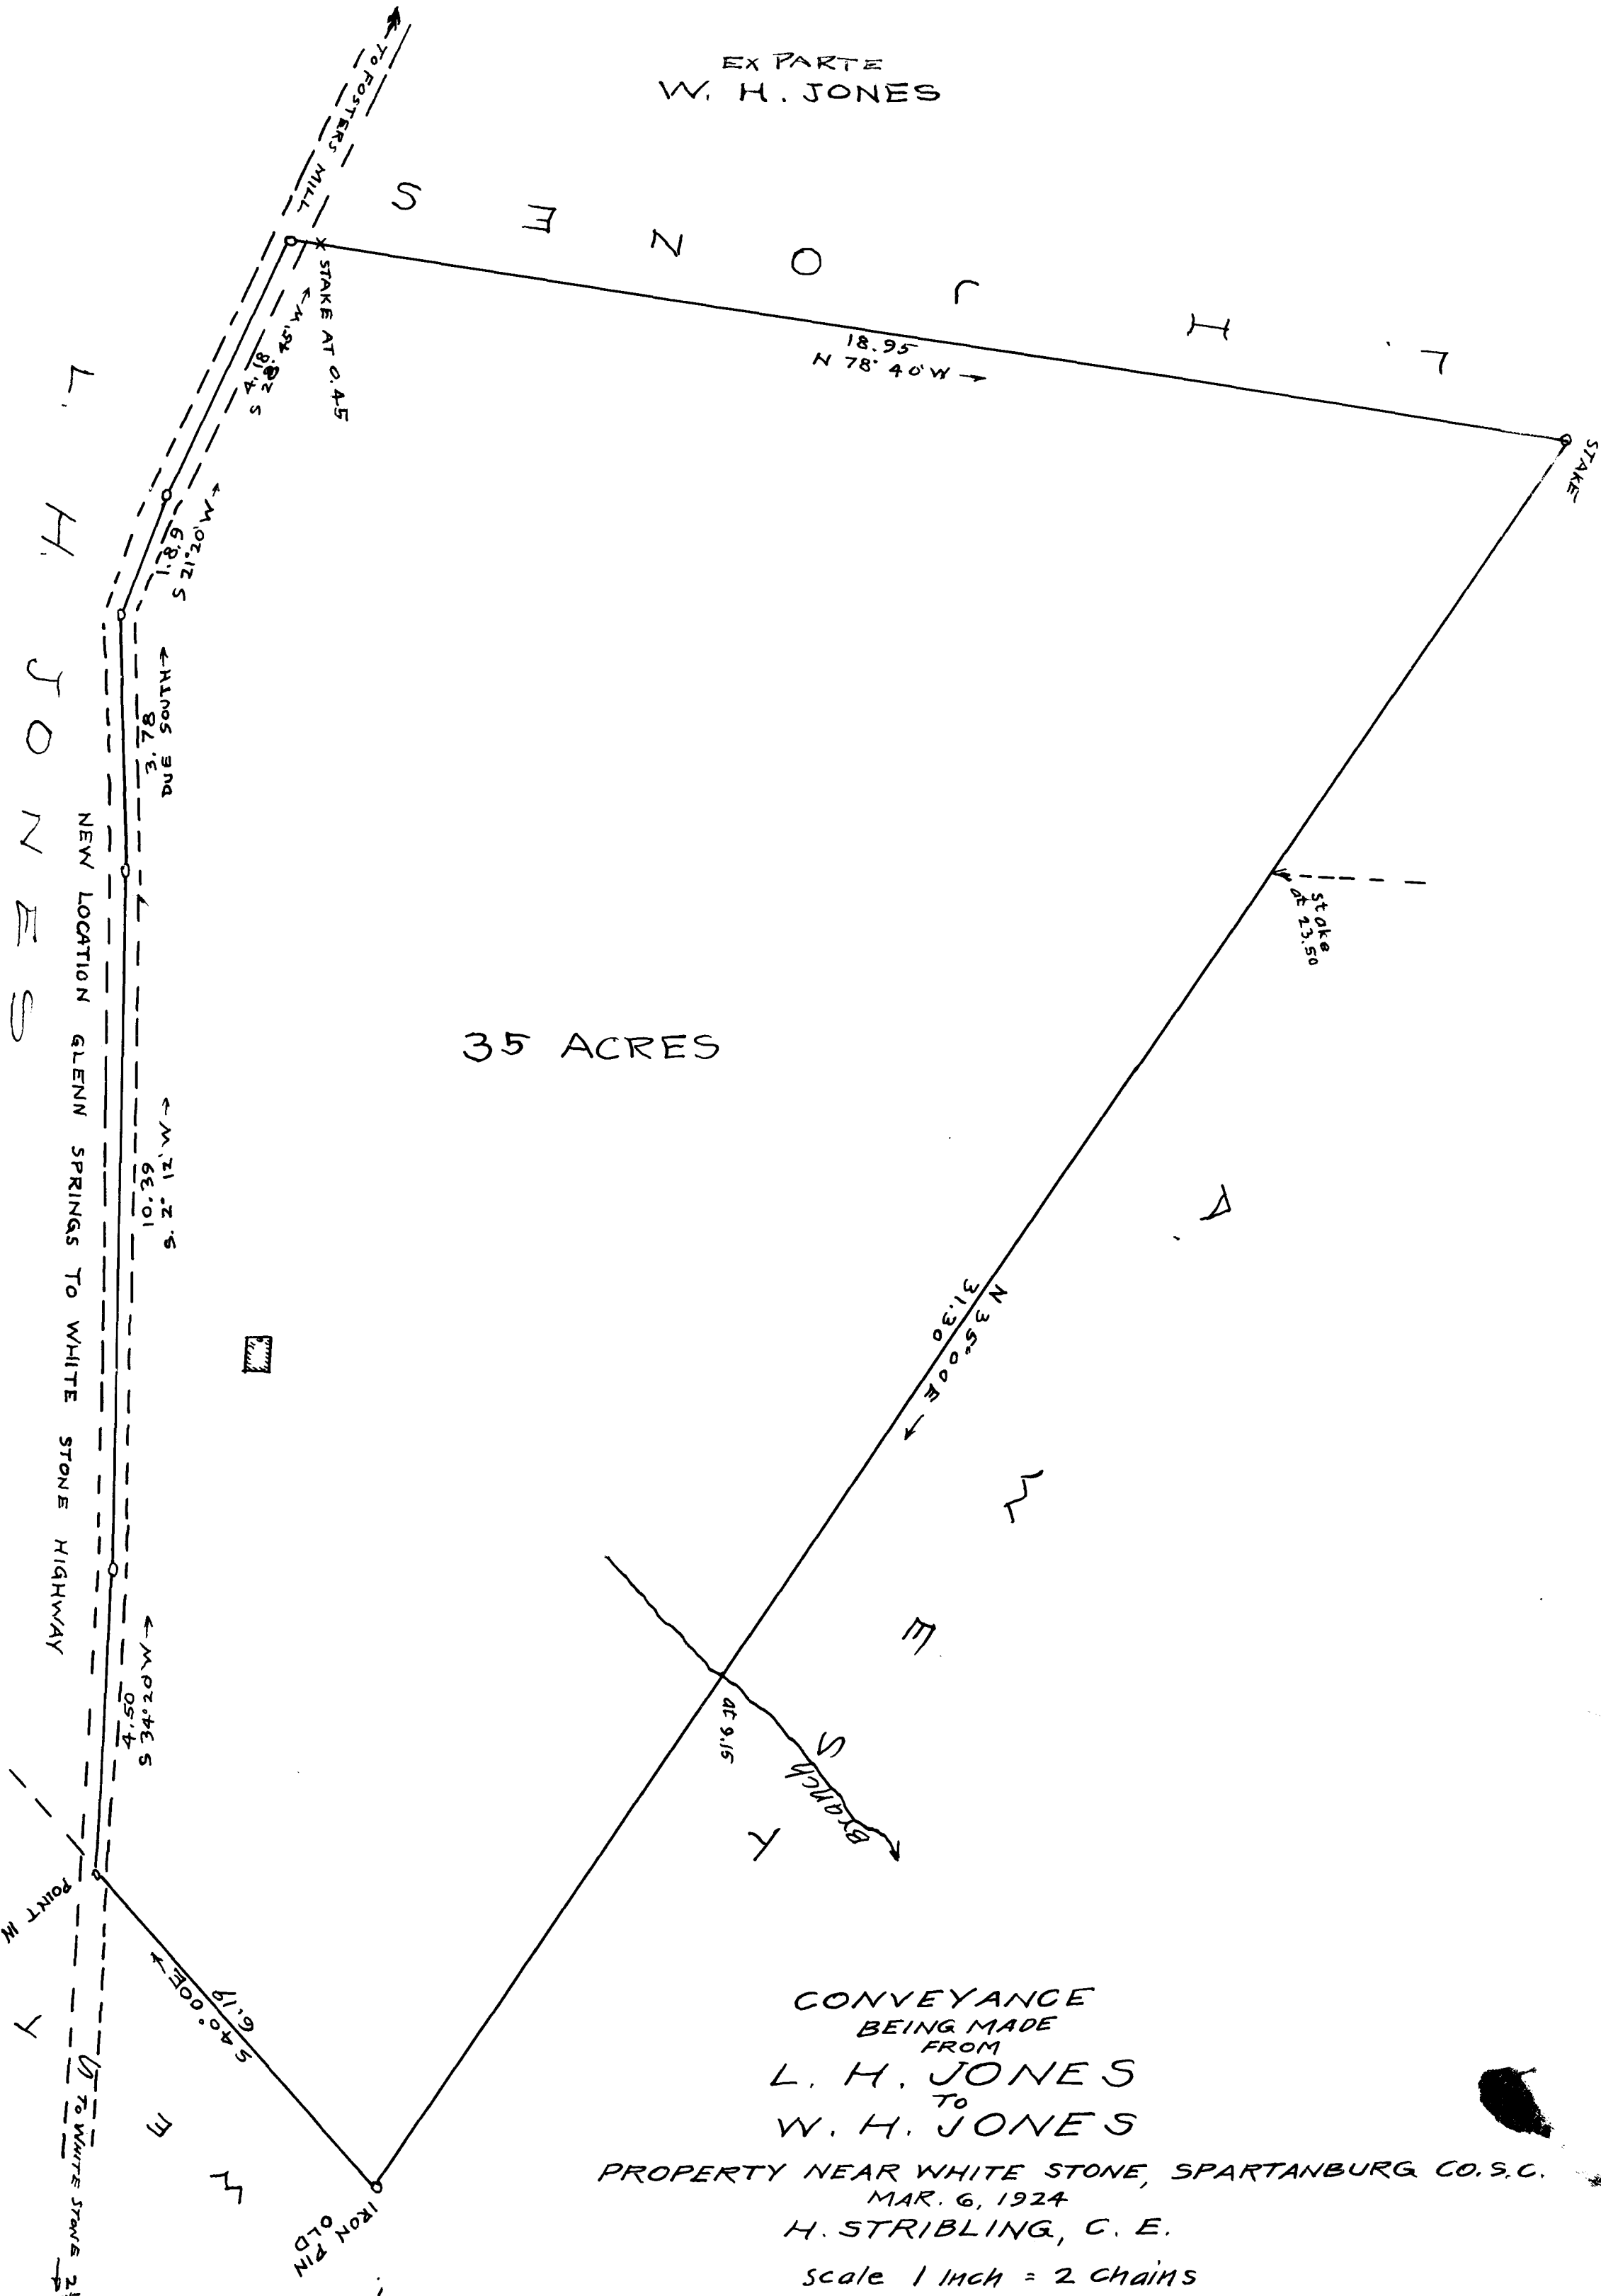 EX PARTE
W. H. JONES
TO FOSTERS MILL
L. H. JONES
STAKE AT 0.45
18.95
N 78° 40' W →
STAKE
4.18
S 28° 45' W →
1.89
S 21° 20' W →
L. H. JONES
3.78
DUE SOUTH →
stake
at 23.50
NEW LOCATION GLENN SPRINGS TO WHITE STONE HIGHWAY
35 ACRES
10.39
S. 2° 12' W →
N 35°00E →
31.30
A. M E S T
4.50
S 34° 20 W →
at 9.15
Branch
POINT IN
6.19
S 40° 00E →
M E S Y
TO WHITE STONE
IRON PIN
OLD
CONVEYANCE
BEING MADE
FROM
L. H. JONES
TO
W. H. JONES
PROPERTY NEAR WHITE STONE, SPARTANBURG CO. S.C.
MAR. 6, 1924
H. STRIBLING, C. E.
scale 1 Inch = 2 Chains